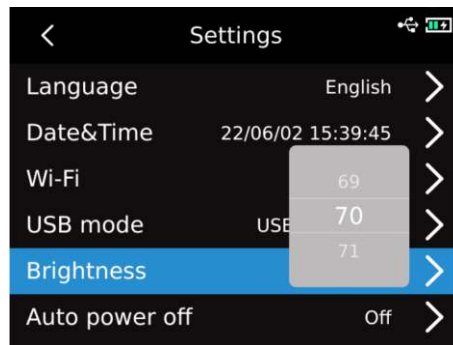 Settings
Language English
Date&Time 22/06/02 15:39:45
Wi-Fi
69
USB mode USB
70
71
Brightness
Auto power off Off